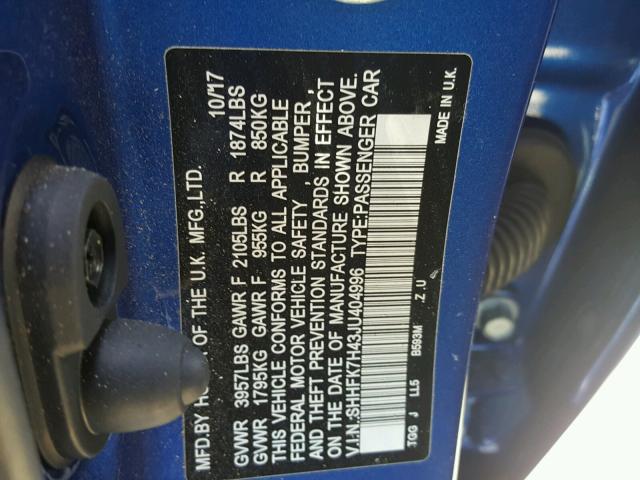 MFD.BY H OF THE U.K. MFG.,LTD. 10/17
GVWR 3957LBS GAWR F 2105LBS R 1874LBS
GVWR 1795KG GAWR F 955KG R 850KG
THIS VEHICLE CONFORMS TO ALL APPLICABLE
FEDERAL MOTOR VEHICLE SAFETY , BUMPER ,
AND THEFT PREVENTION STANDARDS IN EFFECT
ON THE DATE OF MANUFACTURE SHOWN ABOVE.
V.I.N.:SHHFK7H43JU404996 TYPE:PASSENGER CAR
TGG J LL5 B593M Z.U MADE IN U.K.